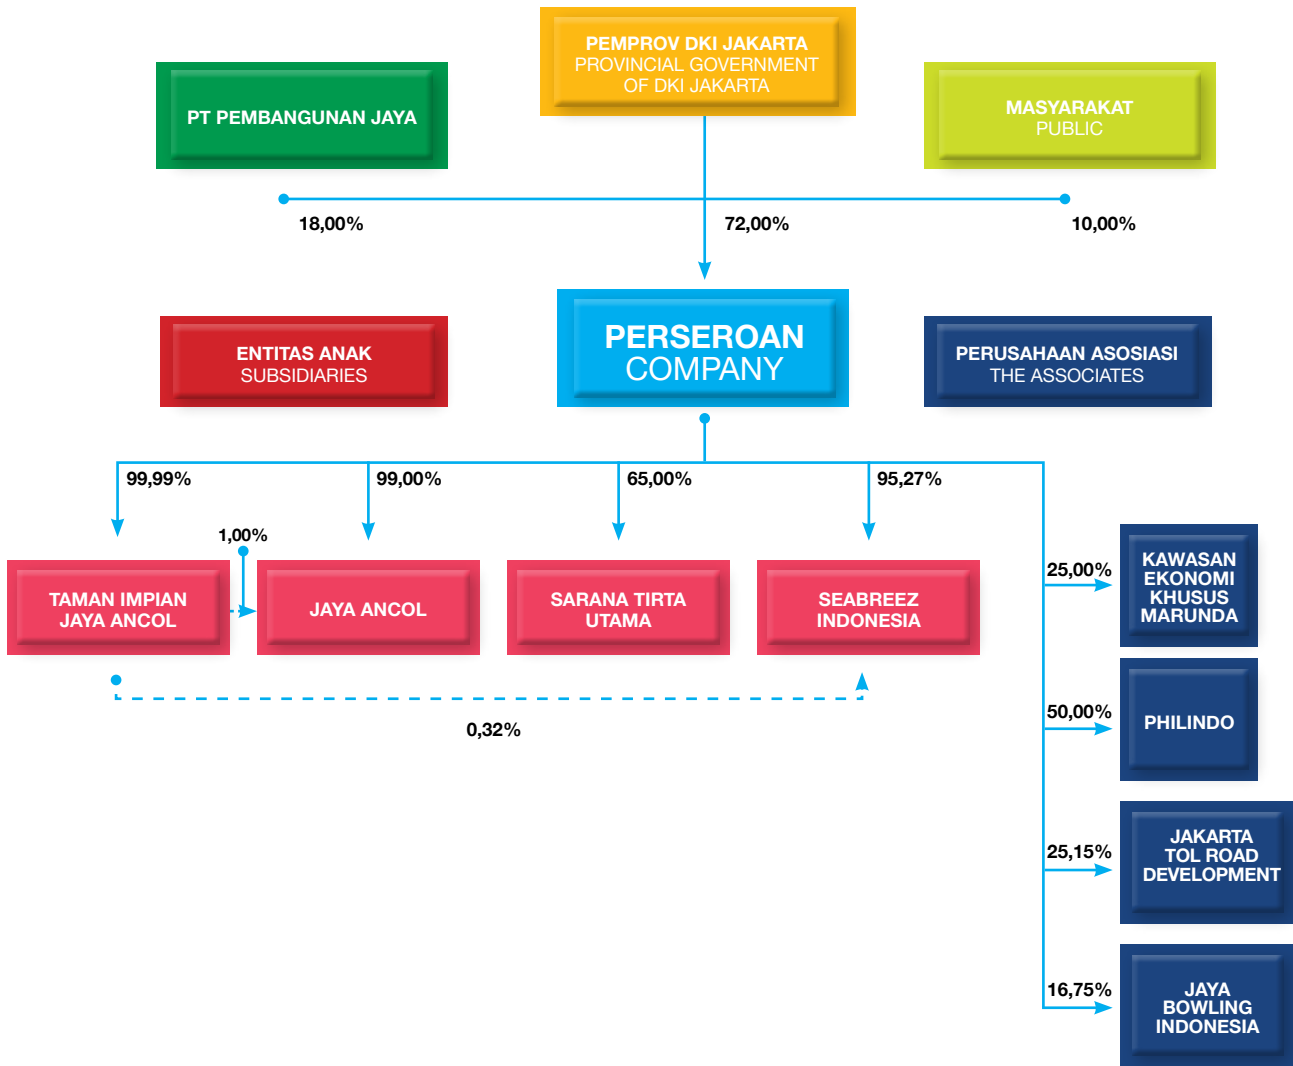 PEMPROV DKI JAKARTA
PROVINCIAL GOVERNMENT
OF DKI JAKARTA
PT PEMBANGUNAN JAYA
MASYARAKAT
PUBLIC
18,00%
72,00%
10,00%
ENTITAS ANAK
SUBSIDIARIES
PERSEROAN
COMPANY
PERUSAHAAN ASOSIASI
THE ASSOCIATES
99,99%
99,00%
65,00%
95,27%
1,00%
TAMAN IMPIAN
JAYA ANCOL
JAYA ANCOL
SARANA TIRTA
UTAMA
SEABREEZ
INDONESIA
0,32%
25,00%
KAWASAN
EKONOMI
KHUSUS
MARUNDA
50,00%
PHILINDO
25,15%
JAKARTA
TOL ROAD
DEVELOPMENT
16,75%
JAYA
BOWLING
INDONESIA